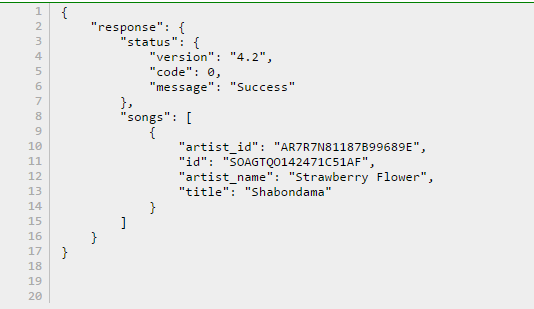 1 {
2     "response": {
3         "status": {
4             "version": "4.2",
5             "code": 0,
6             "message": "Success"
7         },
8         "songs": [
9             {
10                 "artist_id": "AR7R7N81187B99689E",
11                 "id": "SOAGTQO142471C51AF",
12                 "artist_name": "Strawberry Flower",
13                 "title": "Shabondama"
14             }
15         ]
16     }
17 }
18
19
20